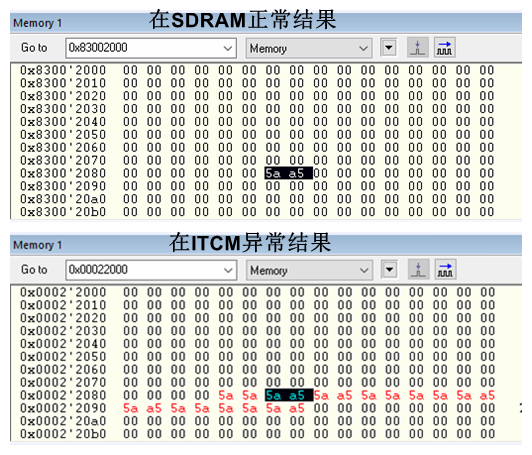 在SDRAM正常结果
Memory 1
Go to 0x83002000 Memory
0x8300'2000 00 00 00 00 00 00 00 00 00 00 00 00 00 00 00 00
0x8300'2010 00 00 00 00 00 00 00 00 00 00 00 00 00 00 00 00
0x8300'2020 00 00 00 00 00 00 00 00 00 00 00 00 00 00 00 00
0x8300'2030 00 00 00 00 00 00 00 00 00 00 00 00 00 00 00 00
0x8300'2040 00 00 00 00 00 00 00 00 00 00 00 00 00 00 00 00
0x8300'2050 00 00 00 00 00 00 00 00 00 00 00 00 00 00 00 00
0x8300'2060 00 00 00 00 00 00 00 00 00 00 00 00 00 00 00 00
0x8300'2070 00 00 00 00 00 00 00 00 00 00 00 00 00 00 00 00
0x8300'2080 00 00 00 00 00 00 5a a5 00 00 00 00 00 00 00 00
0x8300'2090 00 00 00 00 00 00 00 00 00 00 00 00 00 00 00 00
0x8300'20a0 00 00 00 00 00 00 00 00 00 00 00 00 00 00 00 00
0x8300'20b0 00 00 00 00 00 00 00 00 00 00 00 00 00 00 00 00
在ITCM异常结果
Memory 1
Go to 0x00022000 Memory
0x0002'2000 00 00 00 00 00 00 00 00 00 00 00 00 00 00 00 00
0x0002'2010 00 00 00 00 00 00 00 00 00 00 00 00 00 00 00 00
0x0002'2020 00 00 00 00 00 00 00 00 00 00 00 00 00 00 00 00
0x0002'2030 00 00 00 00 00 00 00 00 00 00 00 00 00 00 00 00
0x0002'2040 00 00 00 00 00 00 00 00 00 00 00 00 00 00 00 00
0x0002'2050 00 00 00 00 00 00 00 00 00 00 00 00 00 00 00 00
0x0002'2060 00 00 00 00 00 00 00 00 00 00 00 00 00 00 00 00
0x0002'2070 00 00 00 00 00 00 00 00 00 00 00 00 00 00 00 00
0x0002'2080 00 00 00 00 5a 5a 5a a5 5a a5 5a 5a 5a 5a 5a a5
0x0002'2090 5a a5 5a 5a 5a 5a 5a a5 00 00 00 00 00 00 00 00
0x0002'20a0 00 00 00 00 00 00 00 00 00 00 00 00 00 00 00 00
0x0002'20b0 00 00 00 00 00 00 00 00 00 00 00 00 00 00 00 00